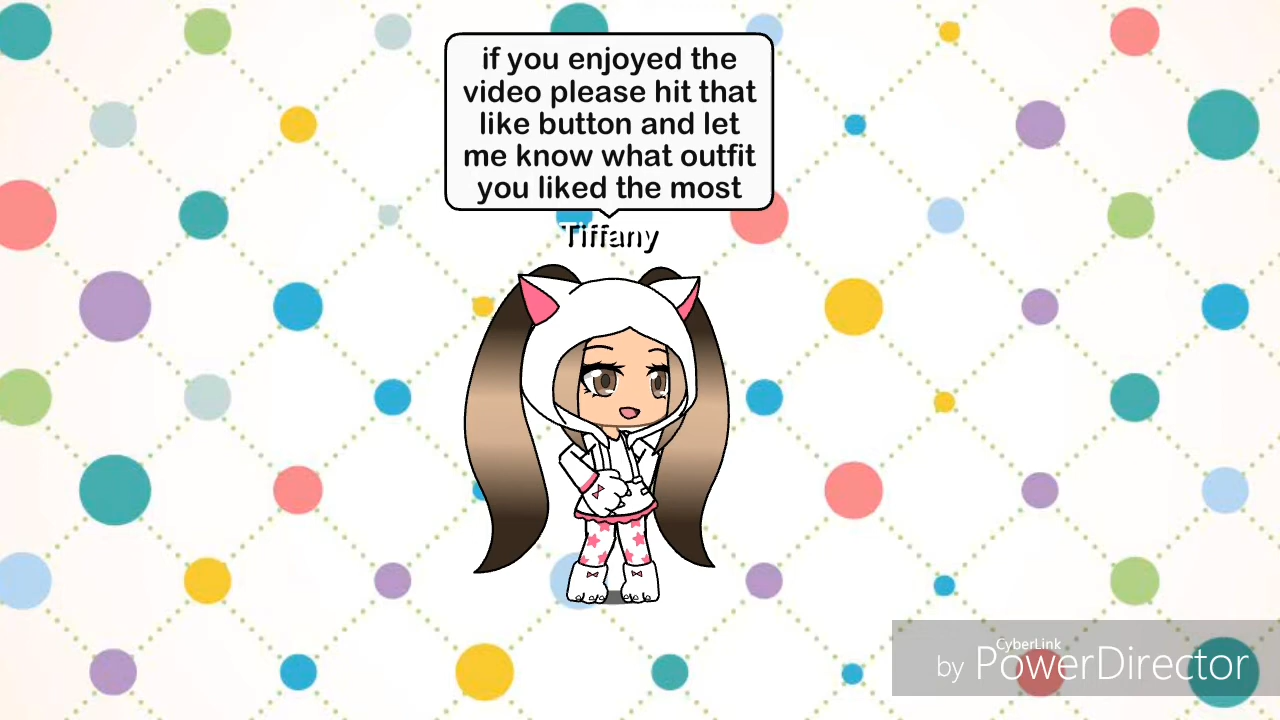 if you enjoyed the
video please hit that
like button and let
me know what outfit
you liked the most
Tiffany
CyberLink
by PowerDirector